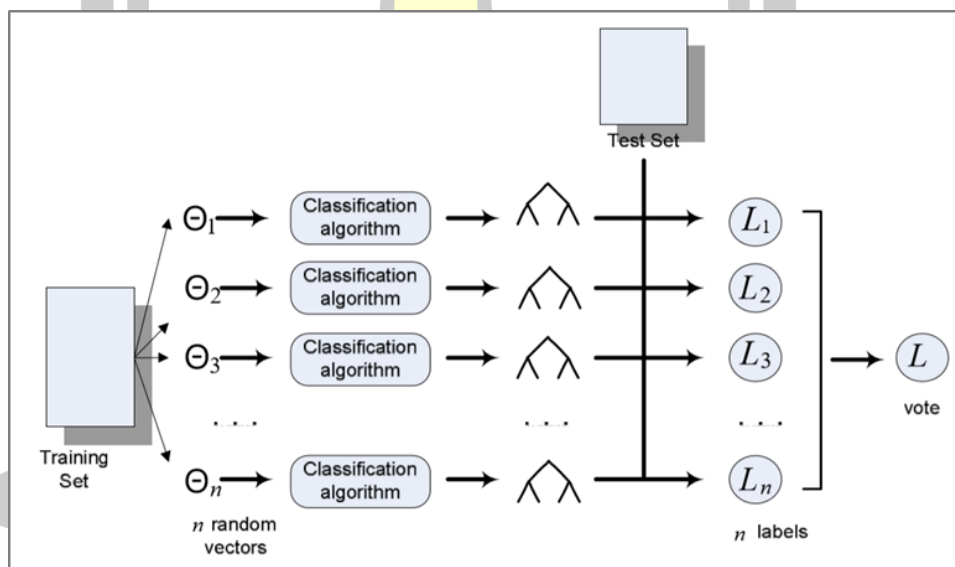 Test Set
Θ1
Classification
algorithm
L1
Θ2
Classification
algorithm
L2
Θ3
Classification
algorithm
L3
L
vote
. . . .
. . . .
. . . .
Training
Set
Θn
Classification
algorithm
Ln
n random
vectors
n labels